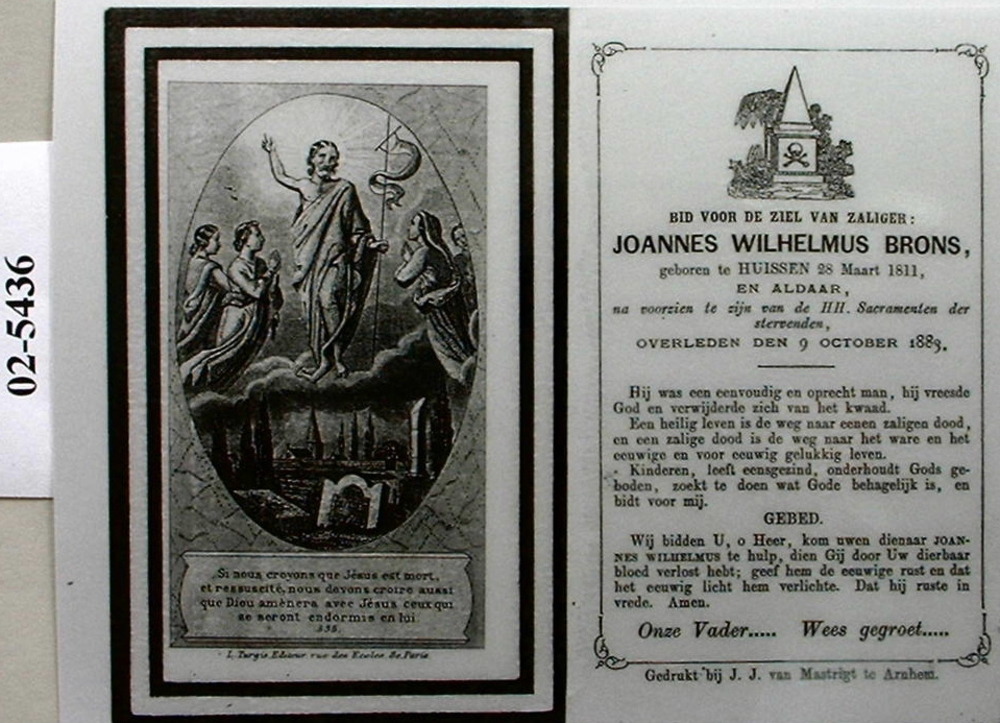 02-5436
Si nous croyons que Jésus est mort,
et ressuscité, nous devons croire aussi
que Dieu amènera avec Jésus ceux qui
se seront endormis en lui.
L. Turgis Editeur rue des Ecoles Paris
BID VOOR DE ZIEL VAN ZALIGER:
JOANNES WILHELMUS BRONS,
geboren te HUISSEN 28 Maart 1811,
EN ALDAAR,
na voorzien te zijn van de HH. Sacramenten der
stervenden,
OVERLEDEN DEN 9 OCTOBER 1883.
Hij was een eenvoudig en oprecht man, hij vreesde
God en verwijderde zich van het kwaad.
Een heilig leven is de weg naar eenen zaligen dood,
en een zalige dood is de weg naar het ware en het
eeuwige en voor eeuwig gelukkig leven.
Kinderen, leeft eensgezind, onderhoudt Gods ge-
boden, zoekt te doen wat Gode behagelijk is, en
bidt voor mij.
GEBED.
Wij bidden U, o Heer, kom uwen dienaar JOAN-
NES WILHELMUS te hulp, dien Gij door Uw dierbaar
bloed verlost hebt; geef hem de eeuwige rust en dat
het eeuwig licht hem verlichte. Dat hij ruste in
vrede. Amen.
Onze Vader..... Wees gegroet.....
Gedrukt bij J. J. van Mastrigt te Arnhem.